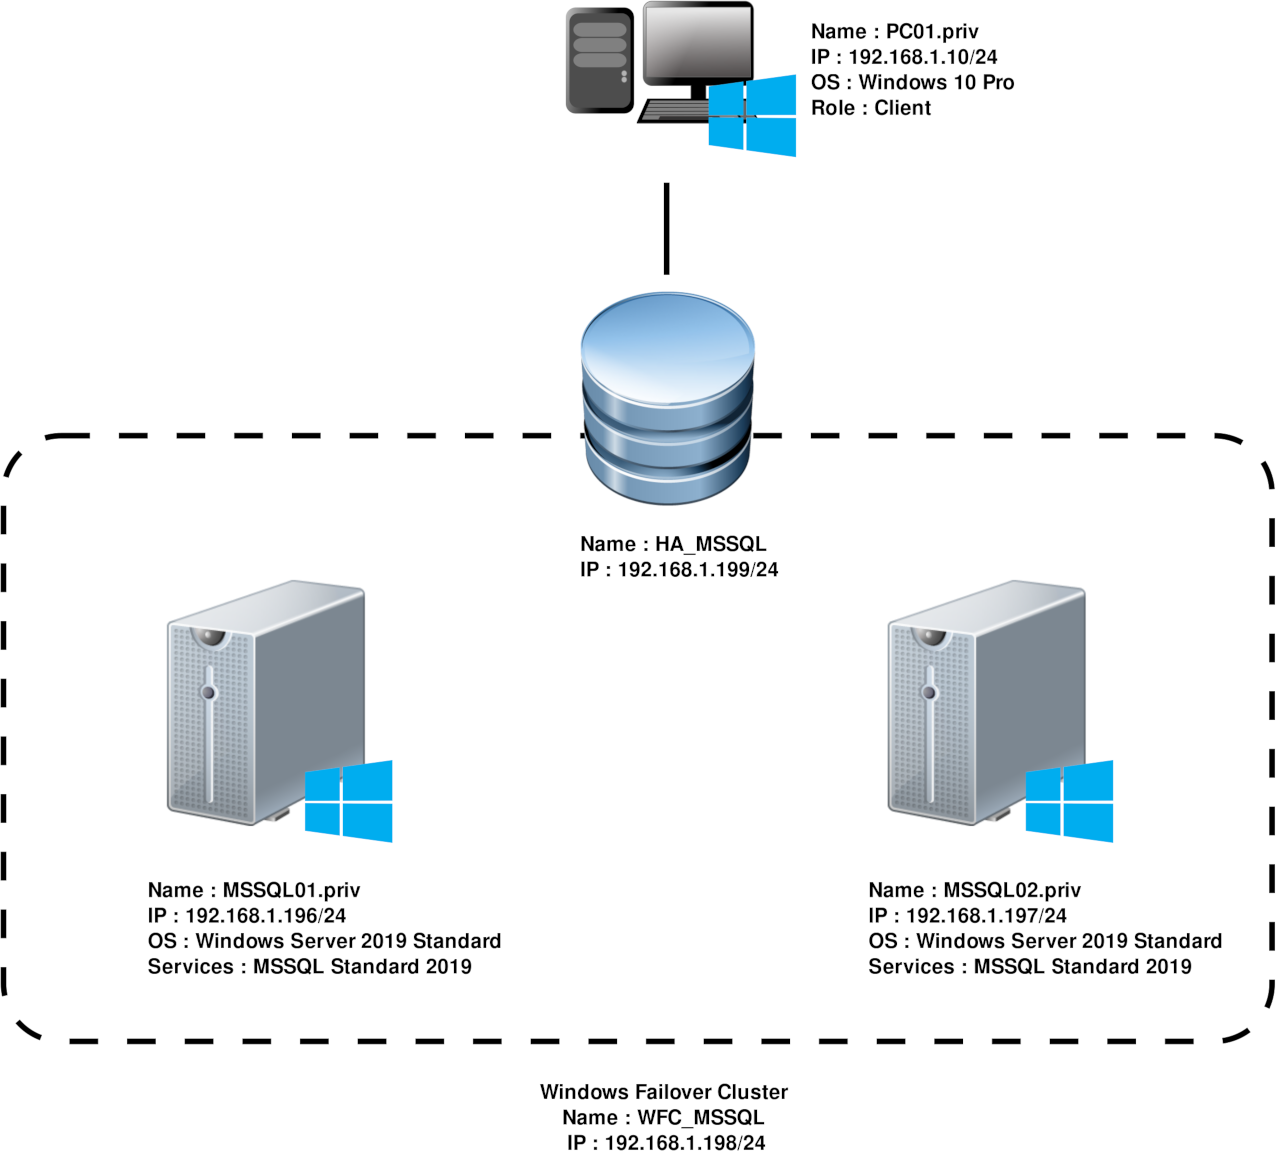 Name : PC01.priv
IP : 192.168.1.10/24
OS : Windows 10 Pro
Role : Client
Name : HA_MSSQL
IP : 192.168.1.199/24
Name : MSSQL01.priv
IP : 192.168.1.196/24
OS : Windows Server 2019 Standard
Services : MSSQL Standard 2019
Name : MSSQL02.priv
IP : 192.168.1.197/24
OS : Windows Server 2019 Standard
Services : MSSQL Standard 2019
Windows Failover Cluster
Name : WFC_MSSQL
IP : 192.168.1.198/24